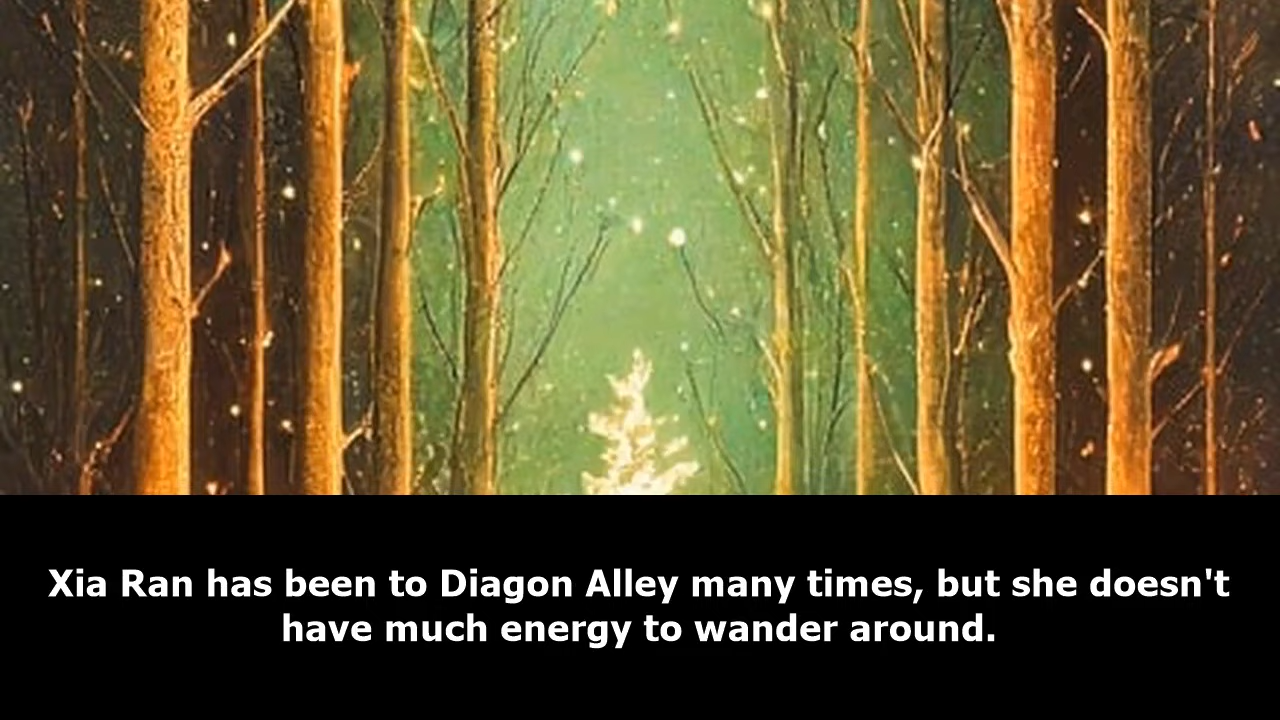 Xia Ran has been to Diagon Alley many times, but she doesn't
have much energy to wander around.